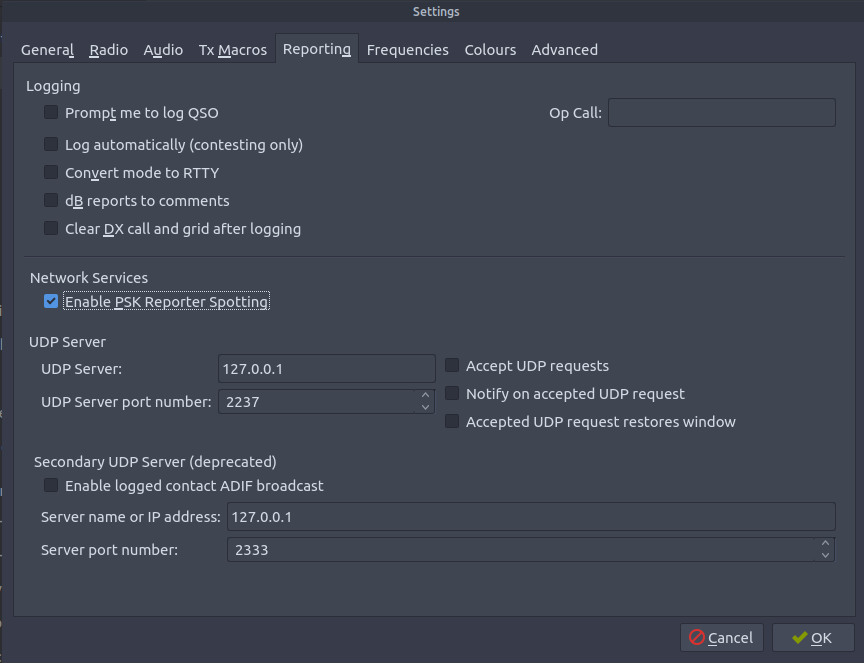 Settings
General Radio Audio Tx Macros Reporting Frequencies Colours Advanced
Logging
Prompt me to log QSO Op Call:
Log automatically (contesting only)
Convert mode to RTTY
dB reports to comments
Clear DX call and grid after logging
Network Services
Enable PSK Reporter Spotting
UDP Server
UDP Server: 127.0.0.1 Accept UDP requests
UDP Server port number: 2237 Notify on accepted UDP request
Accepted UDP request restores window
Secondary UDP Server (deprecated)
Enable logged contact ADIF broadcast
Server name or IP address: 127.0.0.1
Server port number: 2333
Cancel OK